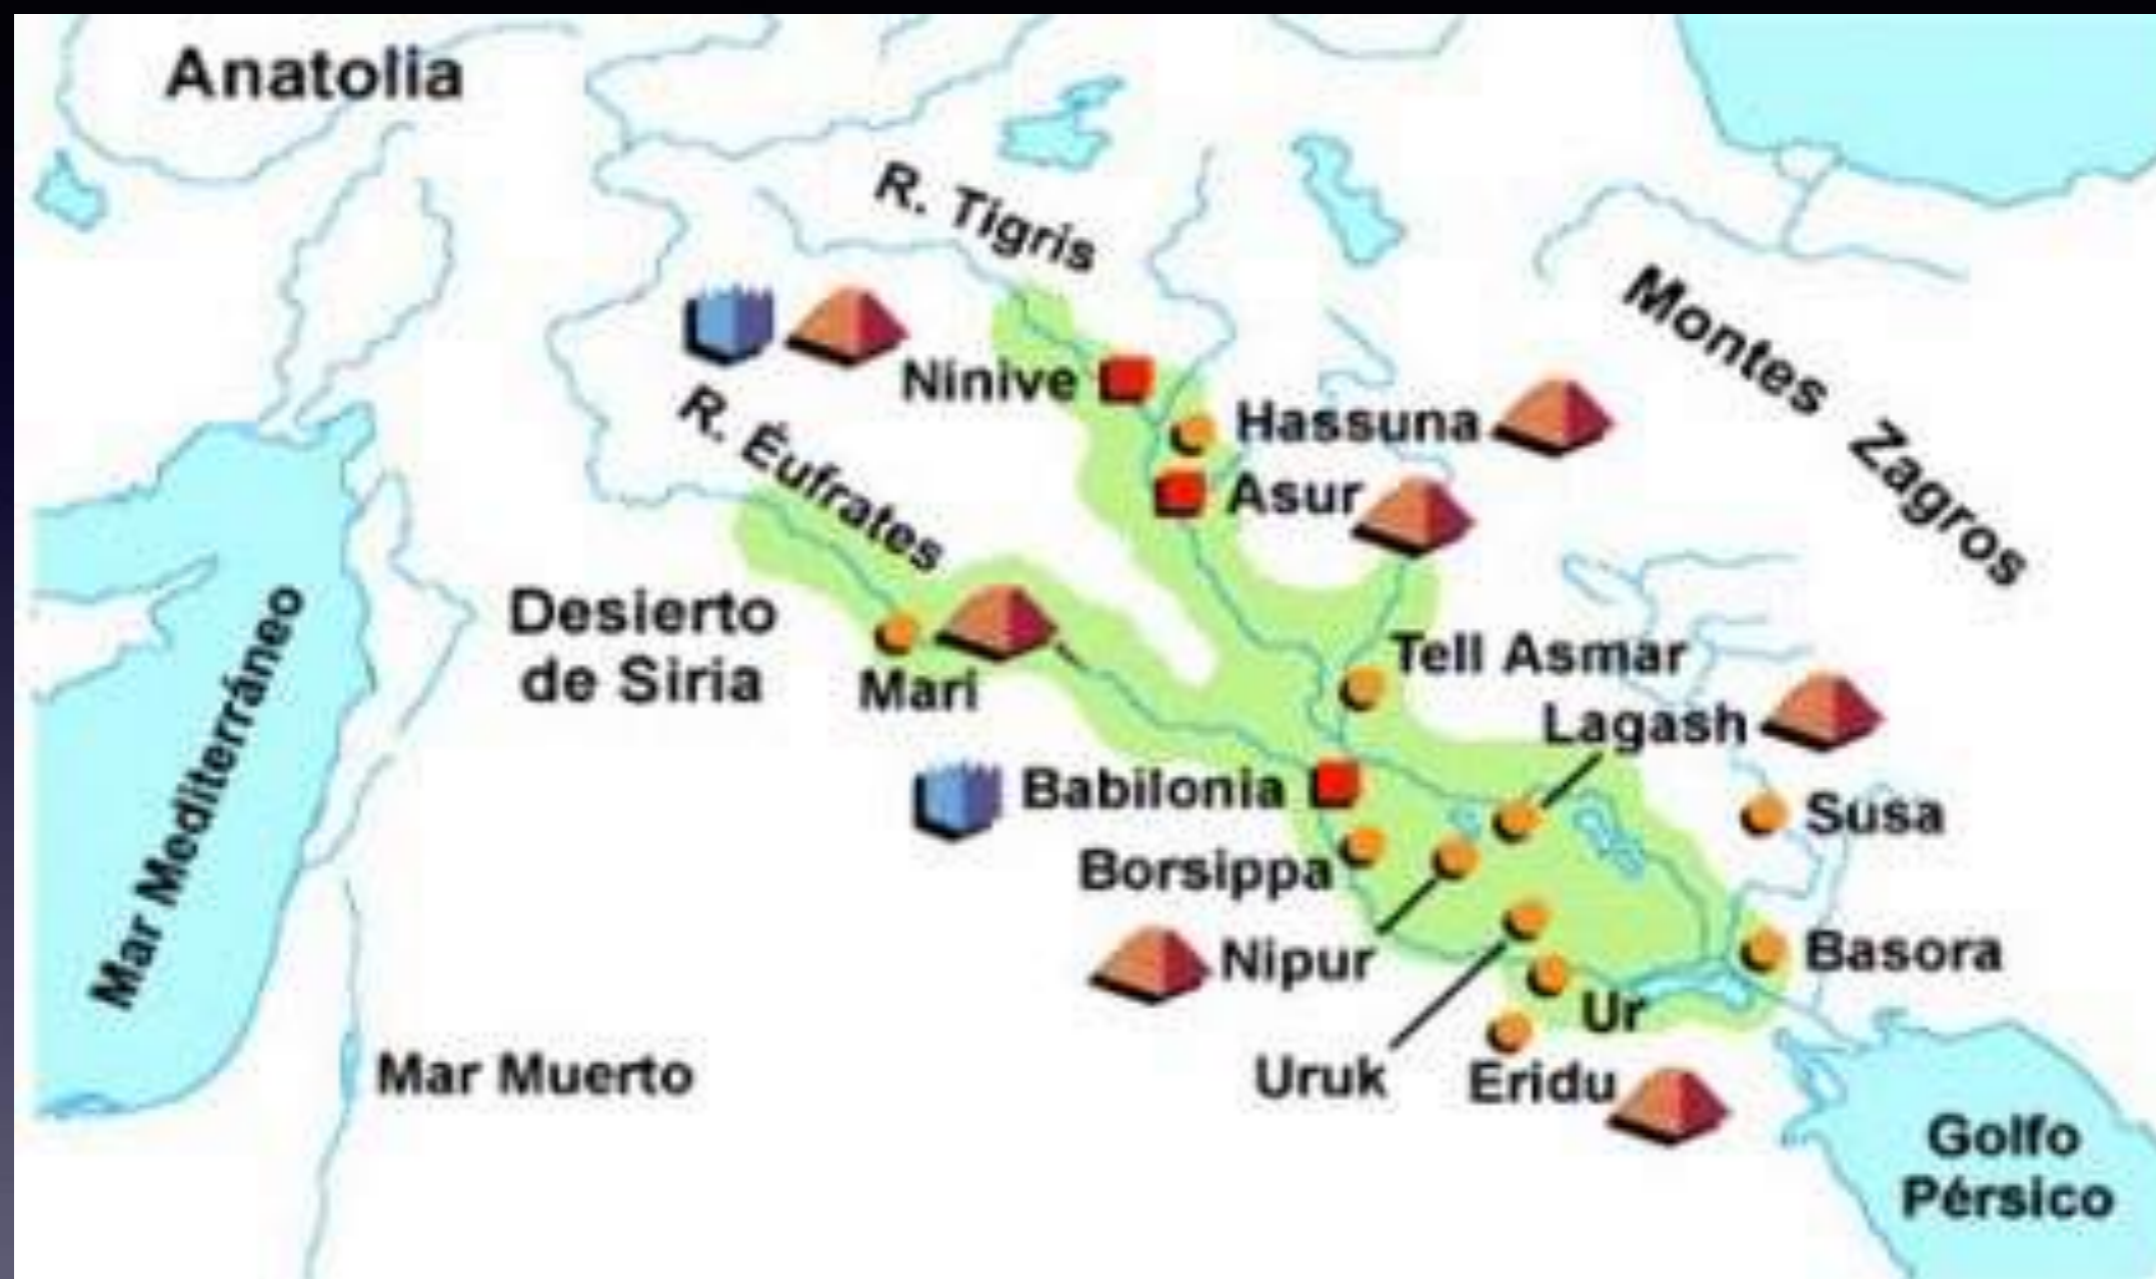 Anatolia
R. Tigris
Montes Zagros
Ninive
Hassuna
R. Éufrates
Asur
Desierto
de Siria
Mari
Tell Asmar
Lagash
Mar Mediterráneo
Babilonia
Susa
Borsippa
Nipur
Basora
Ur
Uruk
Eridu
Mar Muerto
Golfo
Pérsico